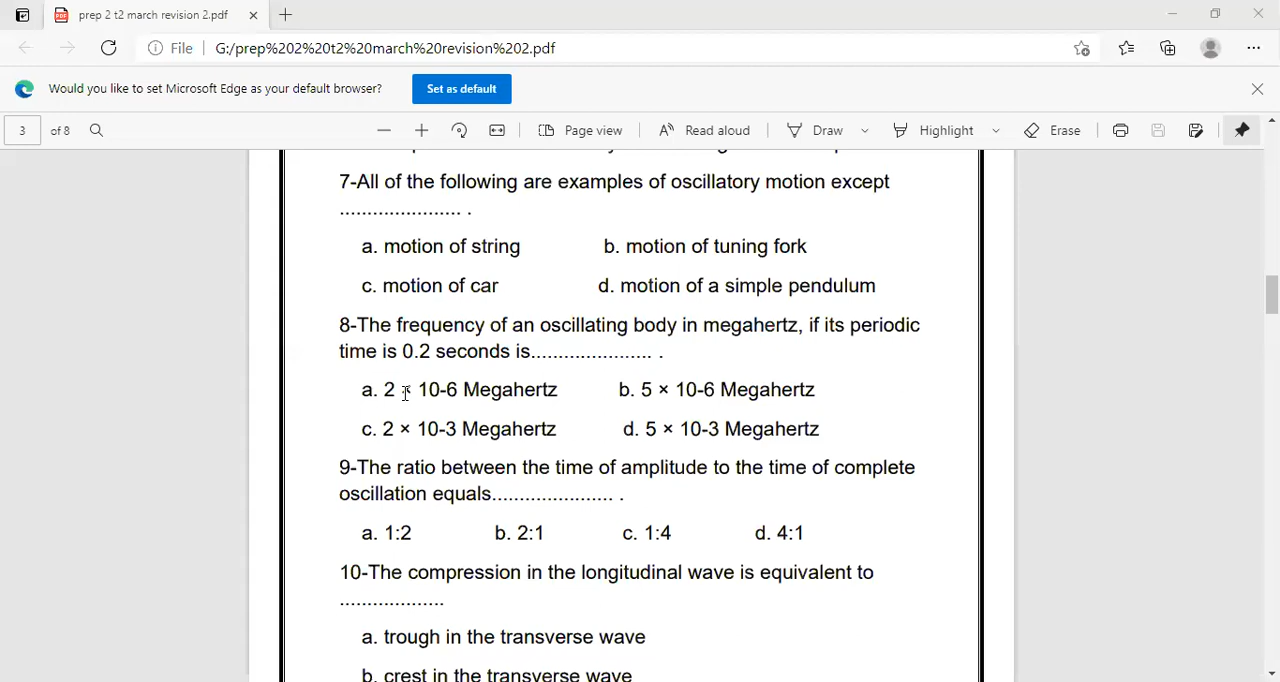 prep 2 t2 march revision 2.pdf
File G:/prep%202%20t2%20march%20revision%202.pdf
Would you like to set Microsoft Edge as your default browser? Set as default
3 of 8 Page view Read aloud Draw Highlight Erase
7-All of the following are examples of oscillatory motion except
...................... .
a. motion of string b. motion of tuning fork
c. motion of car d. motion of a simple pendulum
8-The frequency of an oscillating body in megahertz, if its periodic
time is 0.2 seconds is...................... .
a. 2 × 10-6 Megahertz b. 5 × 10-6 Megahertz
c. 2 × 10-3 Megahertz d. 5 × 10-3 Megahertz
9-The ratio between the time of amplitude to the time of complete
oscillation equals...................... .
a. 1:2 b. 2:1 c. 1:4 d. 4:1
10-The compression in the longitudinal wave is equivalent to
...................
a. trough in the transverse wave
b. crest in the transverse wave